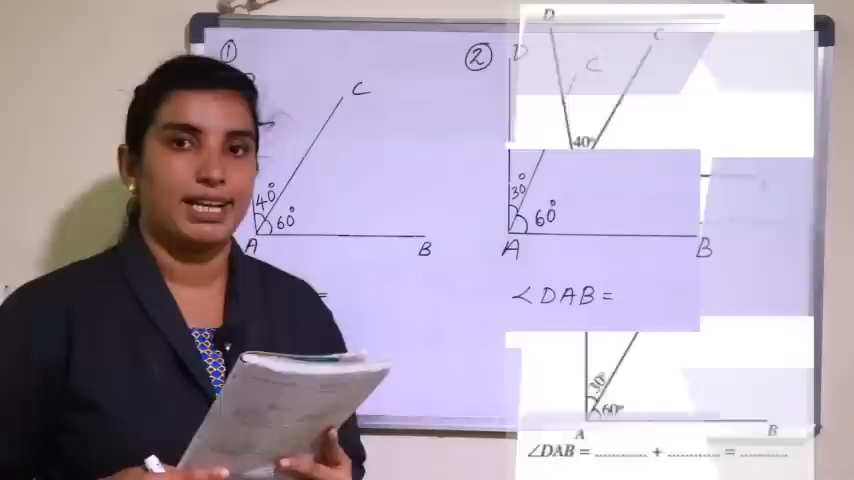 ①
C
40°
60°
A
B
=
②
D
C
D
C
40°
30°
60°
A
B
∠DAB=
30°
60°
A
B
∠DAB = ............ + ............ = ............